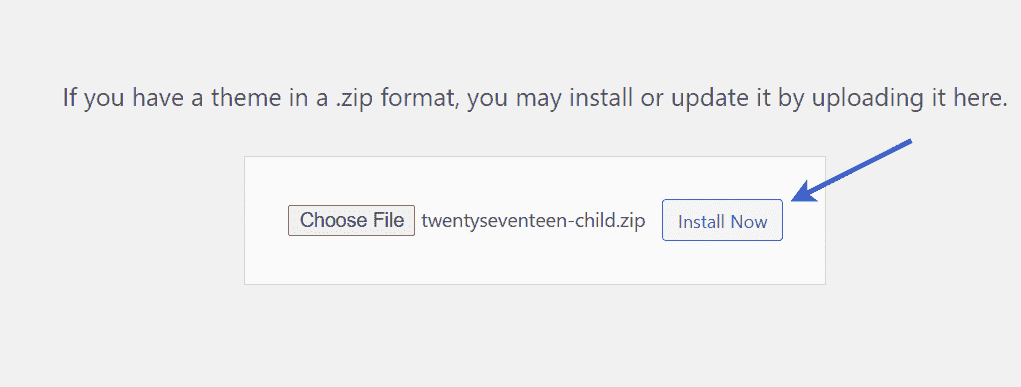 If you have a theme in a .zip format, you may install or update it by uploading it here.
Choose File twentyseventeen-child.zip Install Now